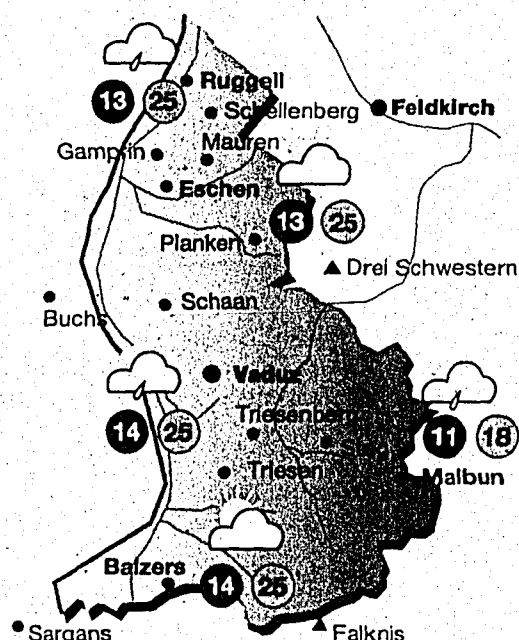 13 25
Ruggell
Schellenberg
Feldkirch
Gamprin
Mauren
Eschen
13 25
Planken
Drei Schwestern
Buchs
Schaan
Vaduz
14 25
Triesenberg
11 18
Triesen
Malbun
Balzers
14 25
Sargans
Falknis